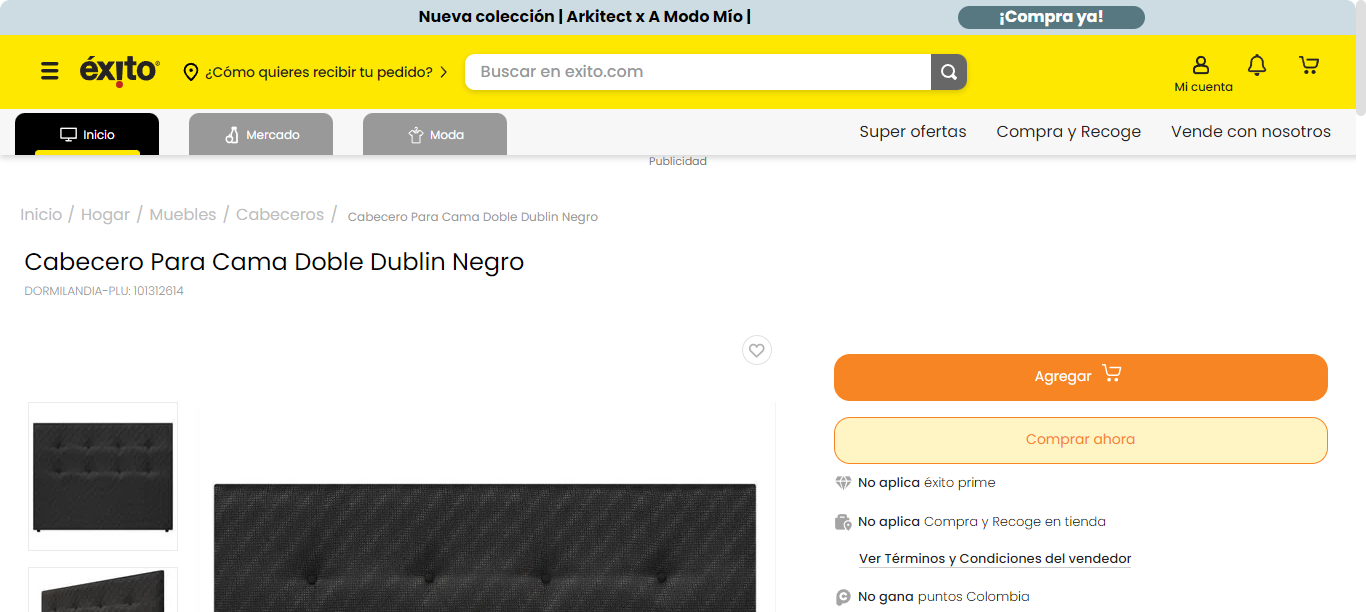 Nueva colección | Arkitect x A Modo Mío |
¡Compra ya!
éxito
¿Cómo quieres recibir tu pedido?
Buscar en exito.com
Mi cuenta
Inicio
Mercado
Moda
Super ofertas
Compra y Recoge
Vende con nosotros
Publicidad
Inicio / Hogar / Muebles / Cabeceros / Cabecero Para Cama Doble Dublin Negro
Cabecero Para Cama Doble Dublin Negro
DORMILANDIA-PLU: 101312614
Agregar
Comprar ahora
No aplica éxito prime
No aplica Compra y Recoge en tienda
Ver Términos y Condiciones del vendedor
No gana puntos Colombia